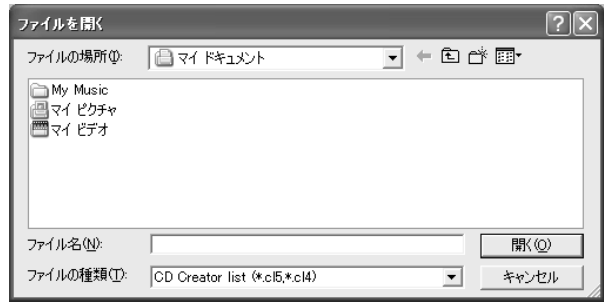 ファイルを開く
ファイルの場所(I):
マイ ドキュメント
My Music
マイ ピクチャ
マイ ビデオ
ファイル名(N):
開く(O)
ファイルの種類(T):
CD Creator list (*.cl5,*.cl4)
キャンセル